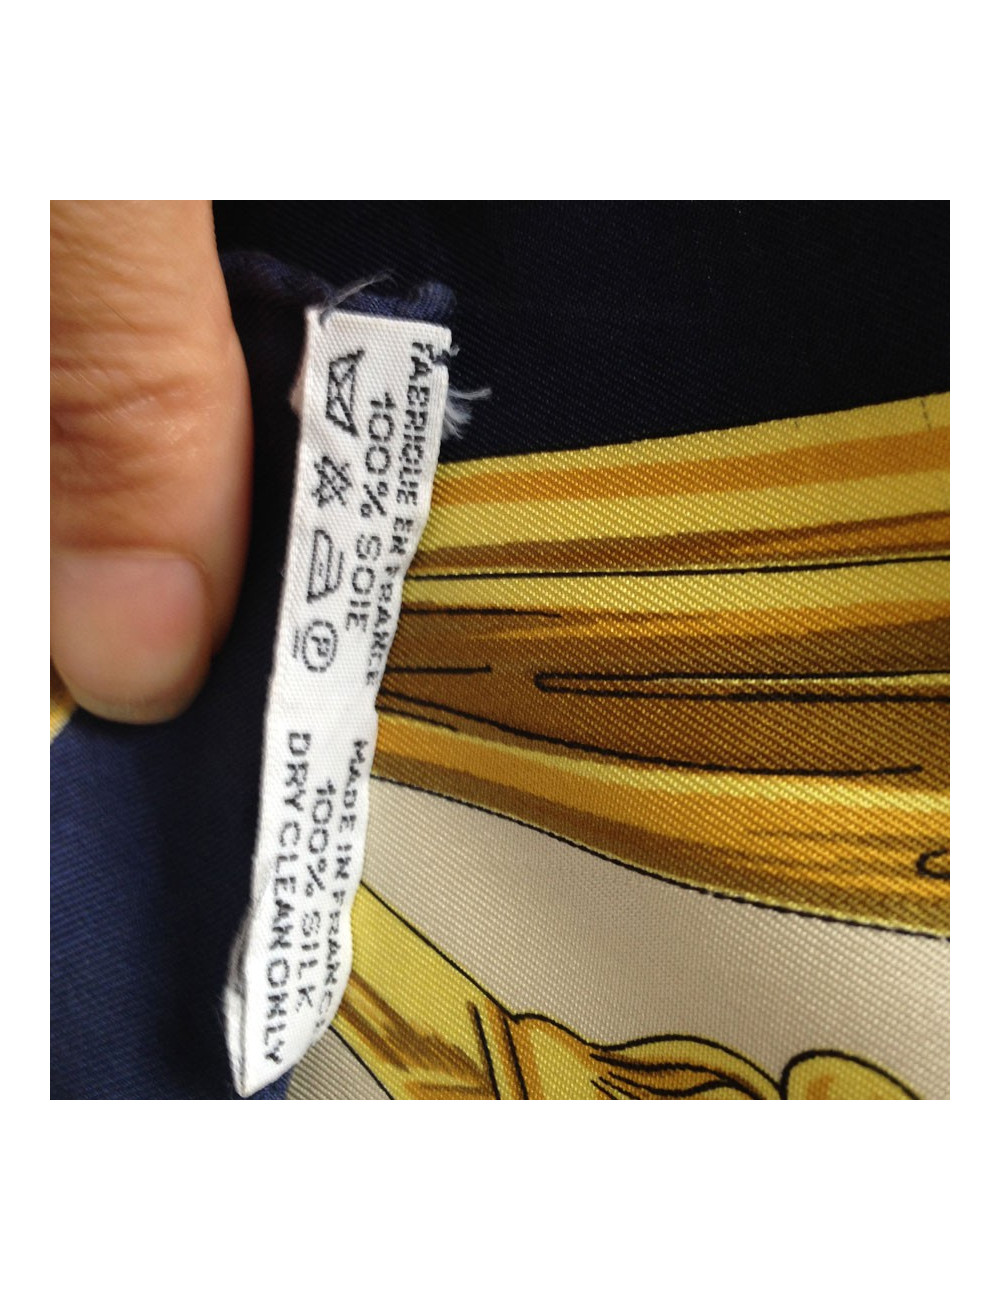 FABRIQUE EN FRANCE
100% SOIE
P
MADE IN FRANCE
100% SILK
DRY CLEAN ONLY